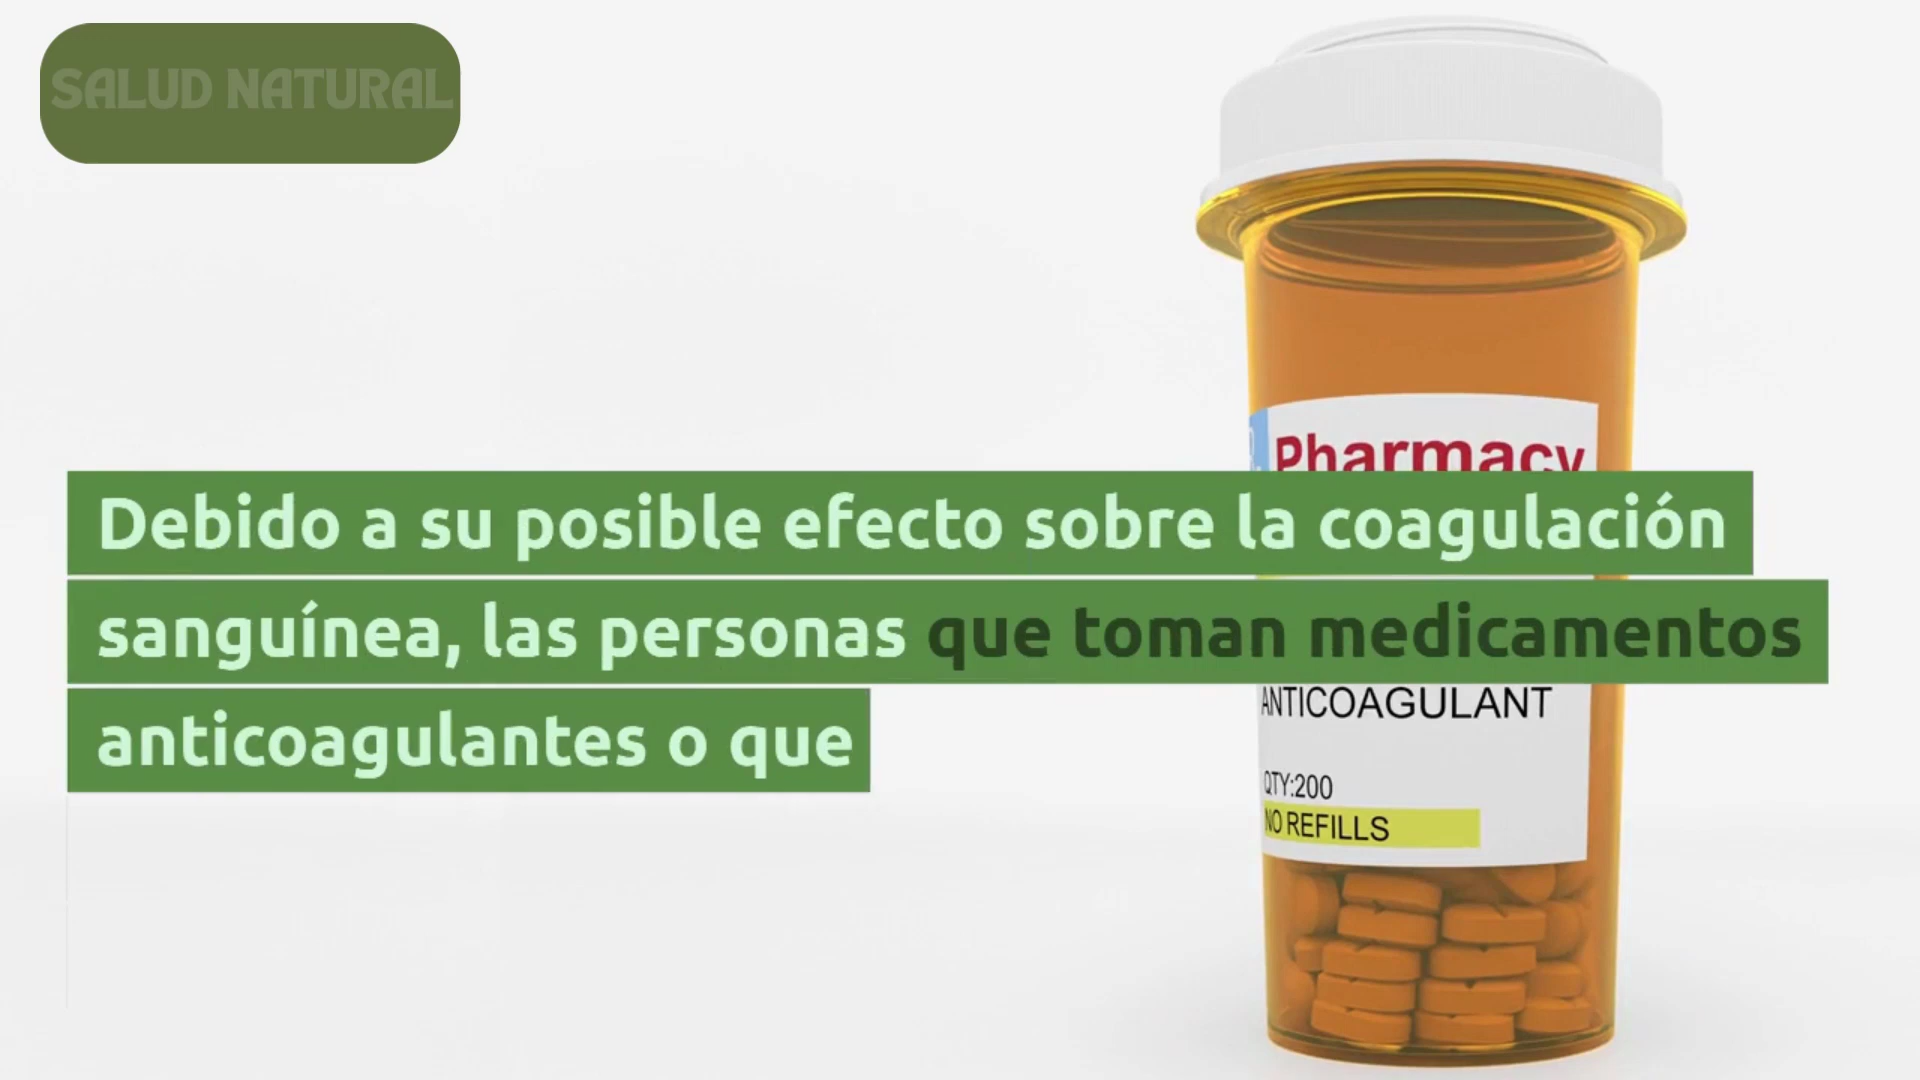 SALUD NATURAL
Pharmacy
Debido a su posible efecto sobre la coagulación
sanguínea, las personas que toman medicamentos
anticoagulantes o que
ANTICOAGULANT
QTY:200
NO REFILLS